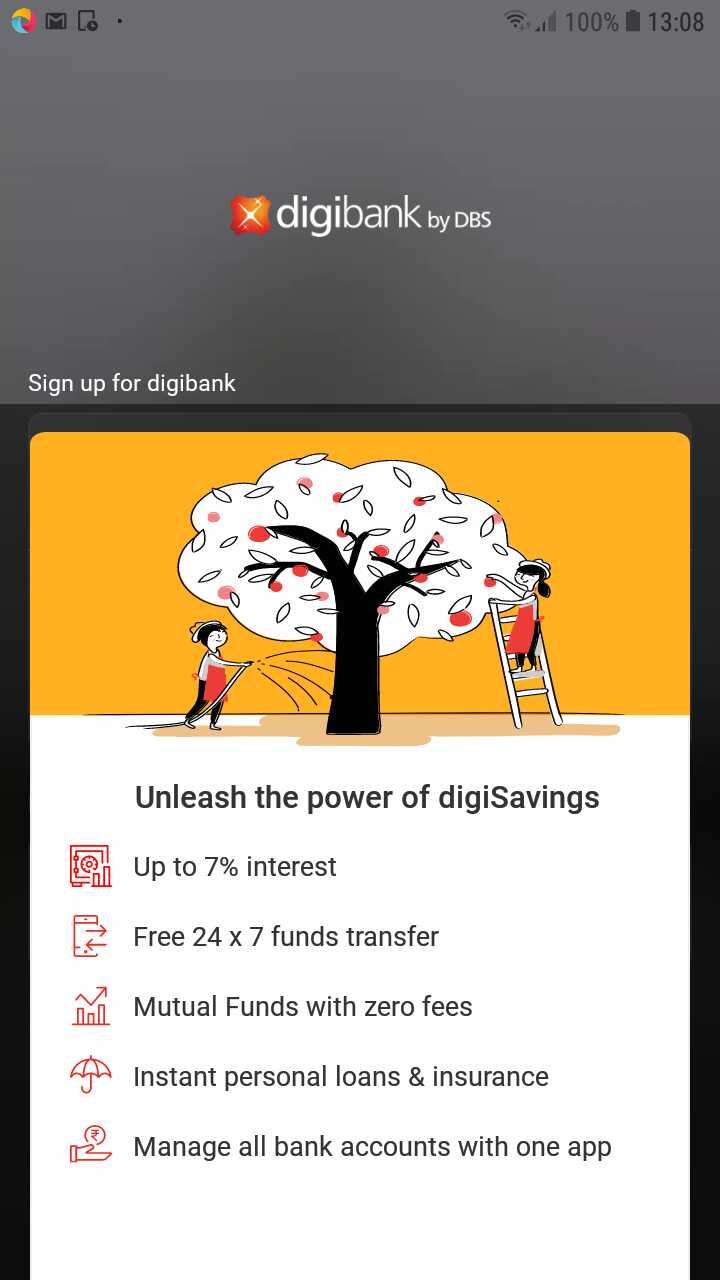 100% 13:08
digibank by DBS
Sign up for digibank
Unleash the power of digiSavings
Up to 7% interest
Free 24 x 7 funds transfer
Mutual Funds with zero fees
Instant personal loans & insurance
Manage all bank accounts with one app